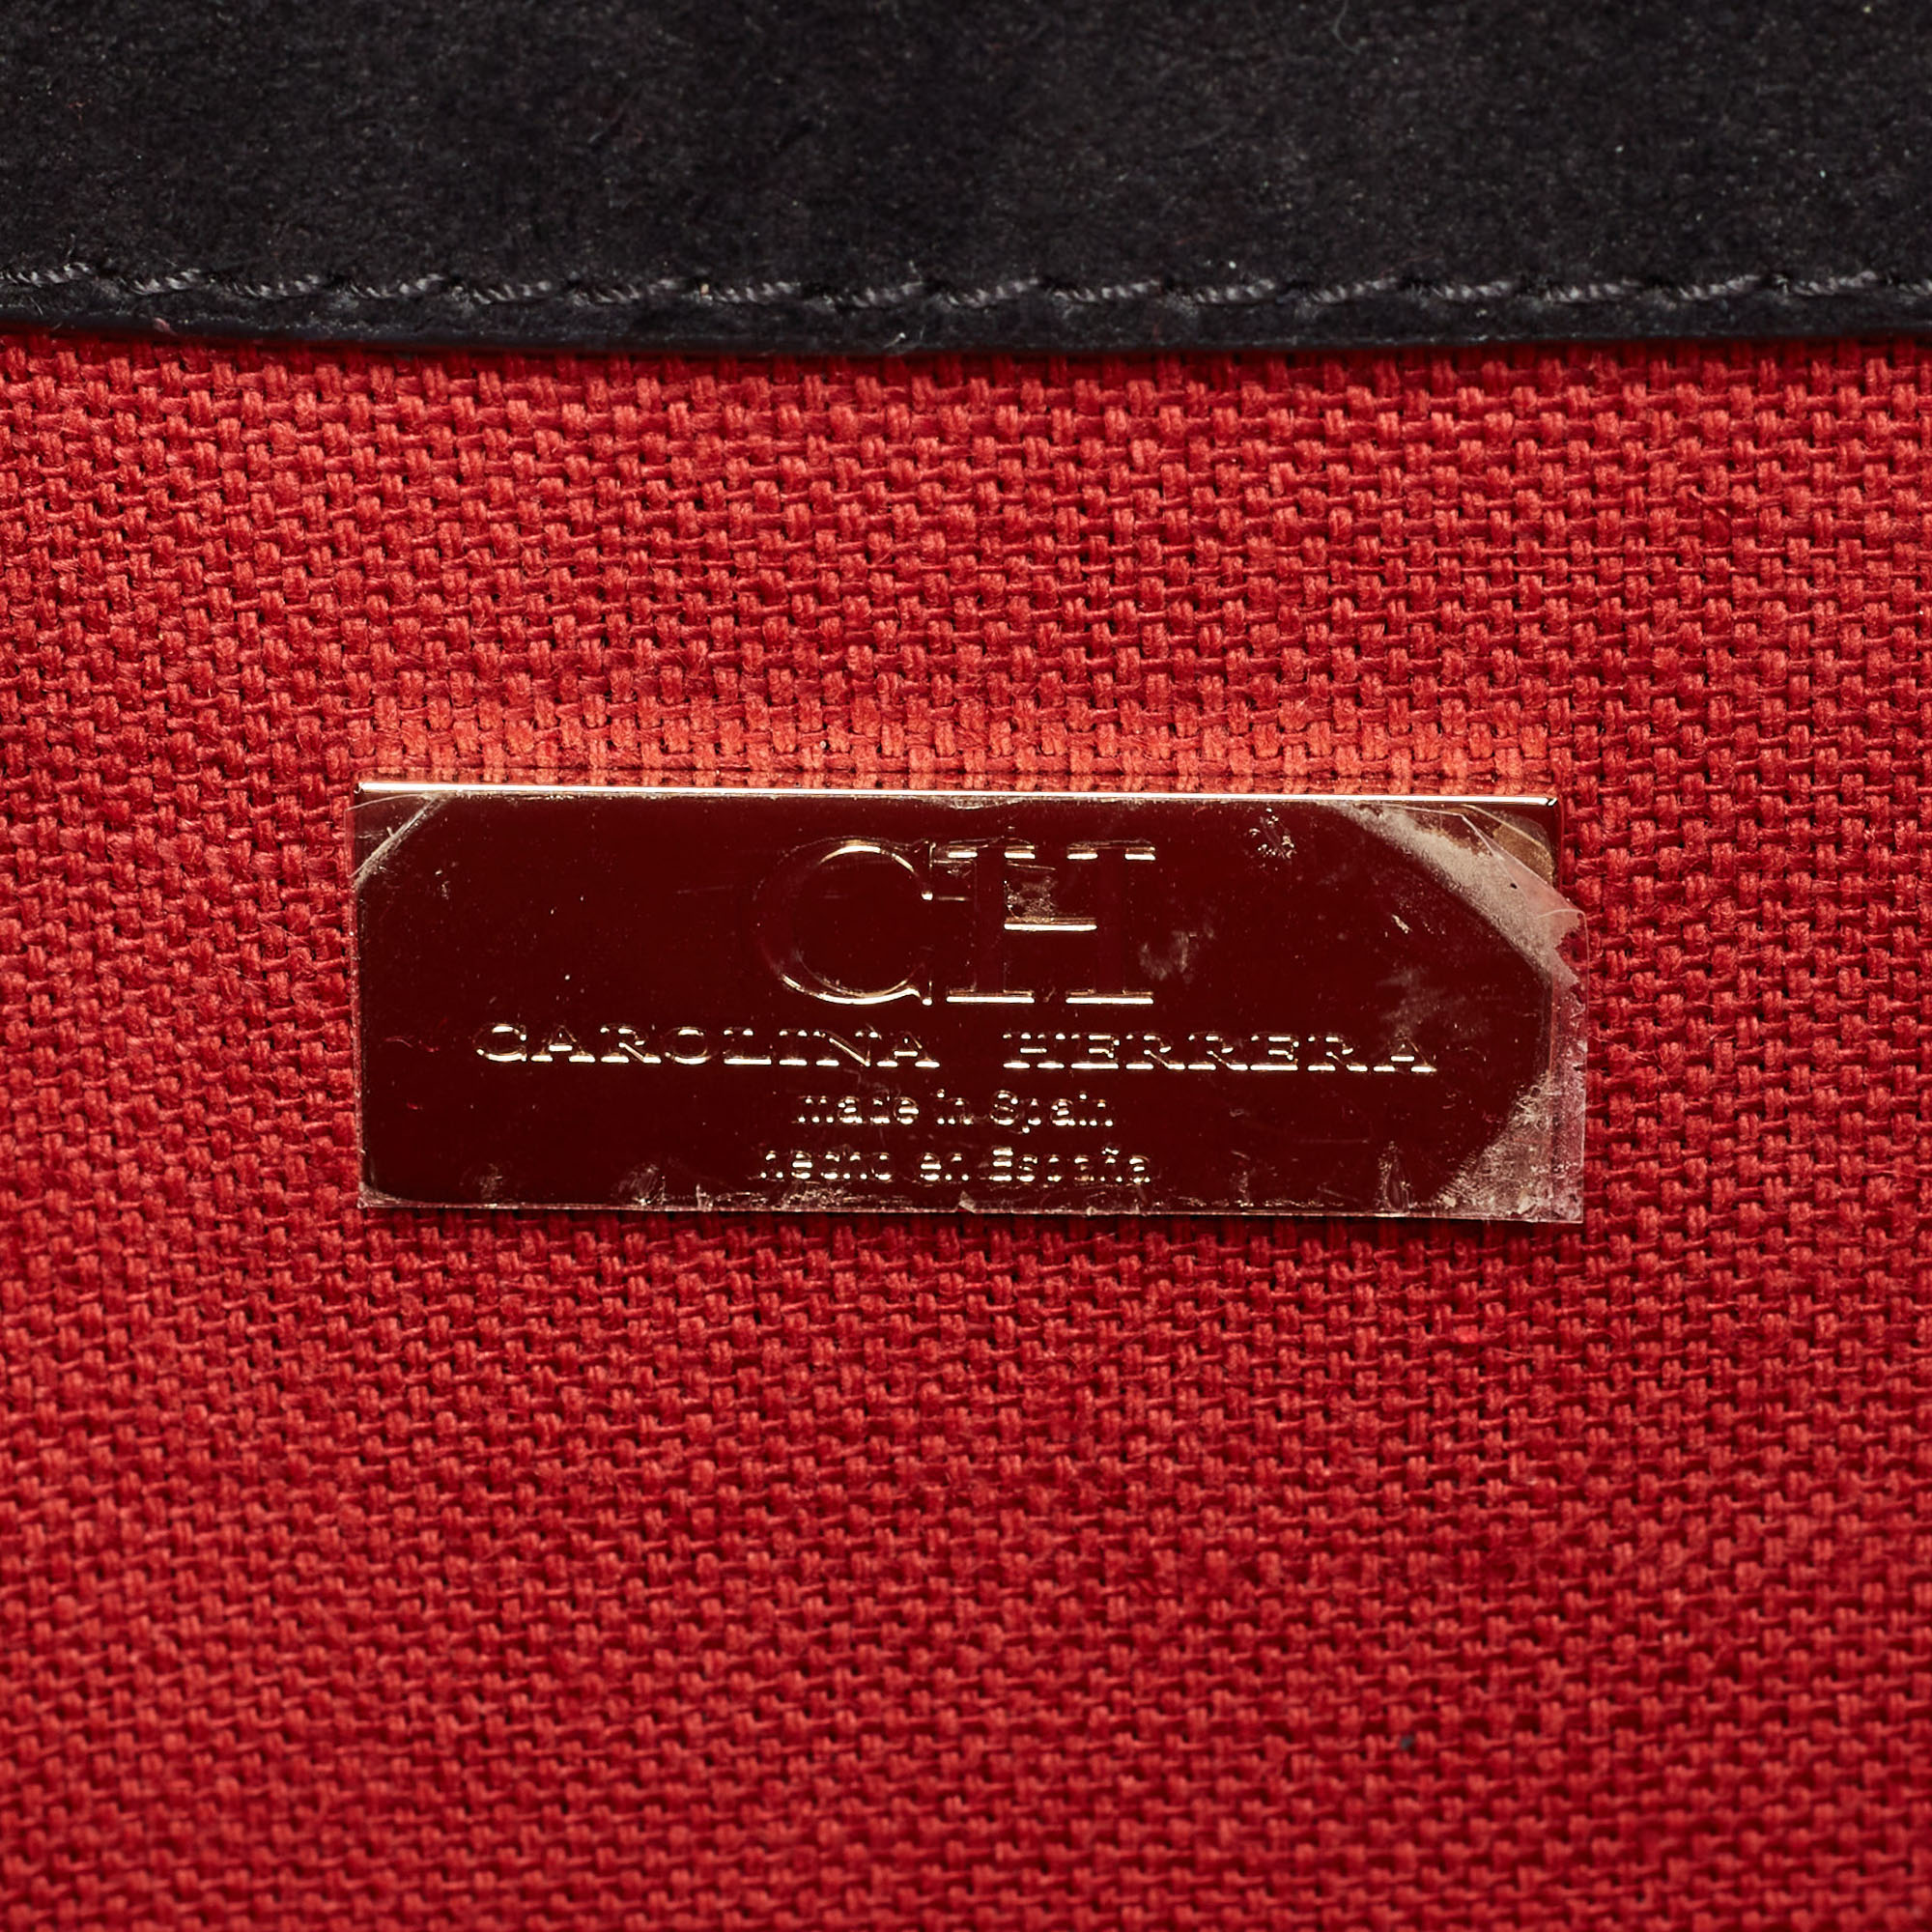 CH
CAROLINA HERRERA
made in Spain
hecho en España